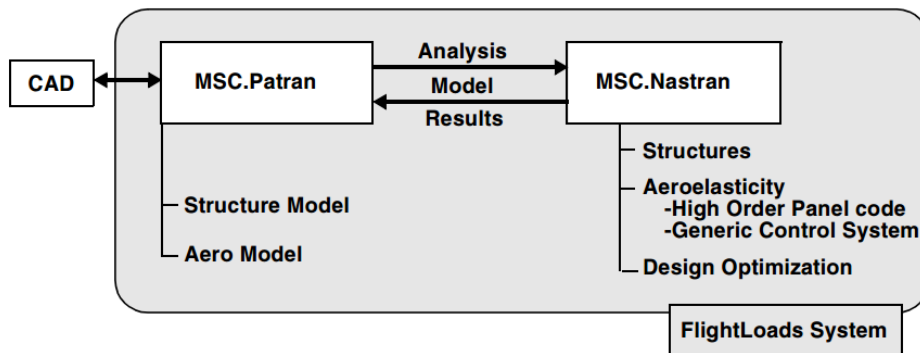 CAD
MSC.Patran
Analysis
Model
Results
MSC.Nastran
Structure Model
Aero Model
Structures
Aeroelasticity
-High Order Panel code
-Generic Control System
Design Optimization
FlightLoads System